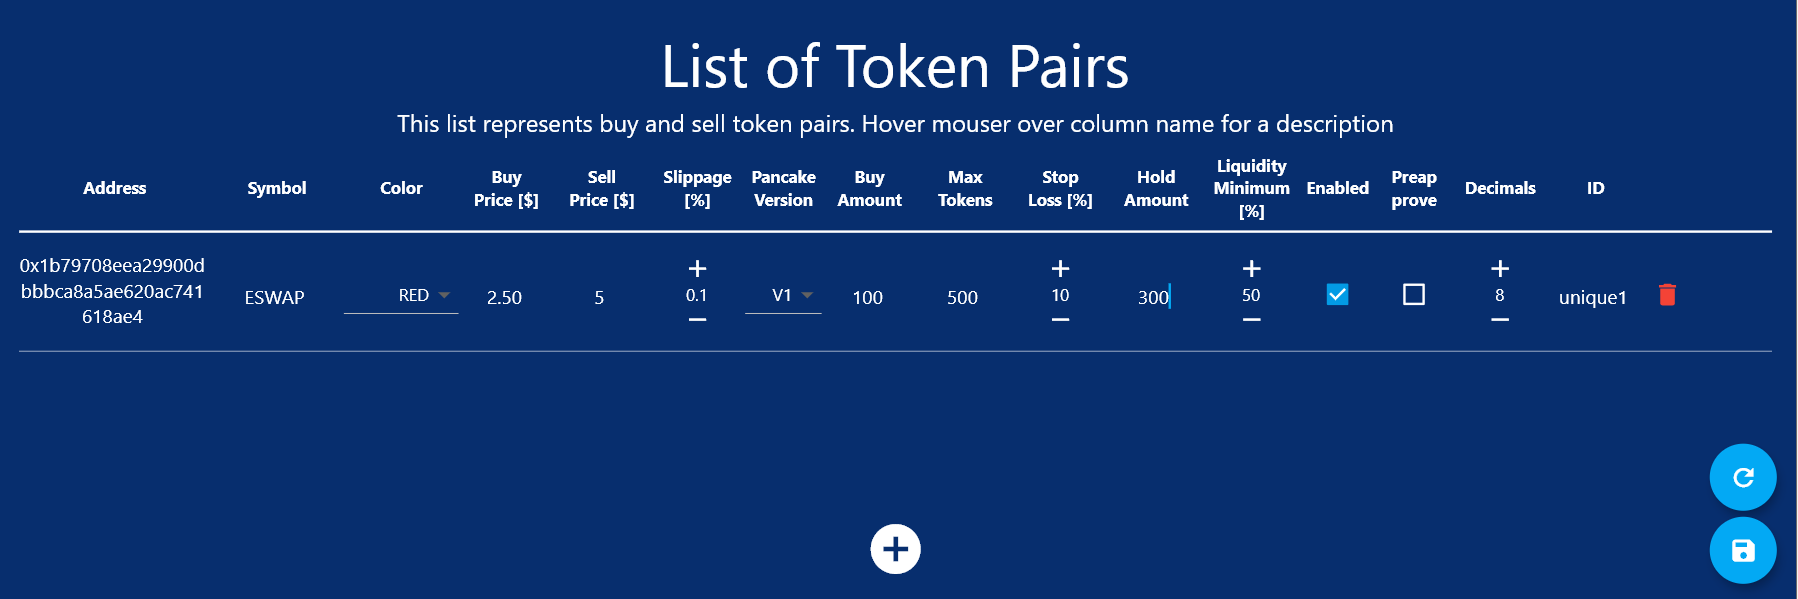 List of Token Pairs
This list represents buy and sell token pairs. Hover mouser over column name for a description
Address
Symbol
Color
Buy
Price [$]
Sell
Price [$]
Slippage
[%]
Pancake
Version
Buy
Amount
Max
Tokens
Stop
Loss [%]
Hold
Amount
Liquidity
Minimum
[%]
Enabled
Preap
prove
Decimals
ID
0x1b79708eea29900d
bbbca8a5ae620ac741
618ae4
ESWAP
RED
2.50
5
0.1
V1
100
500
10
300
50
8
unique1